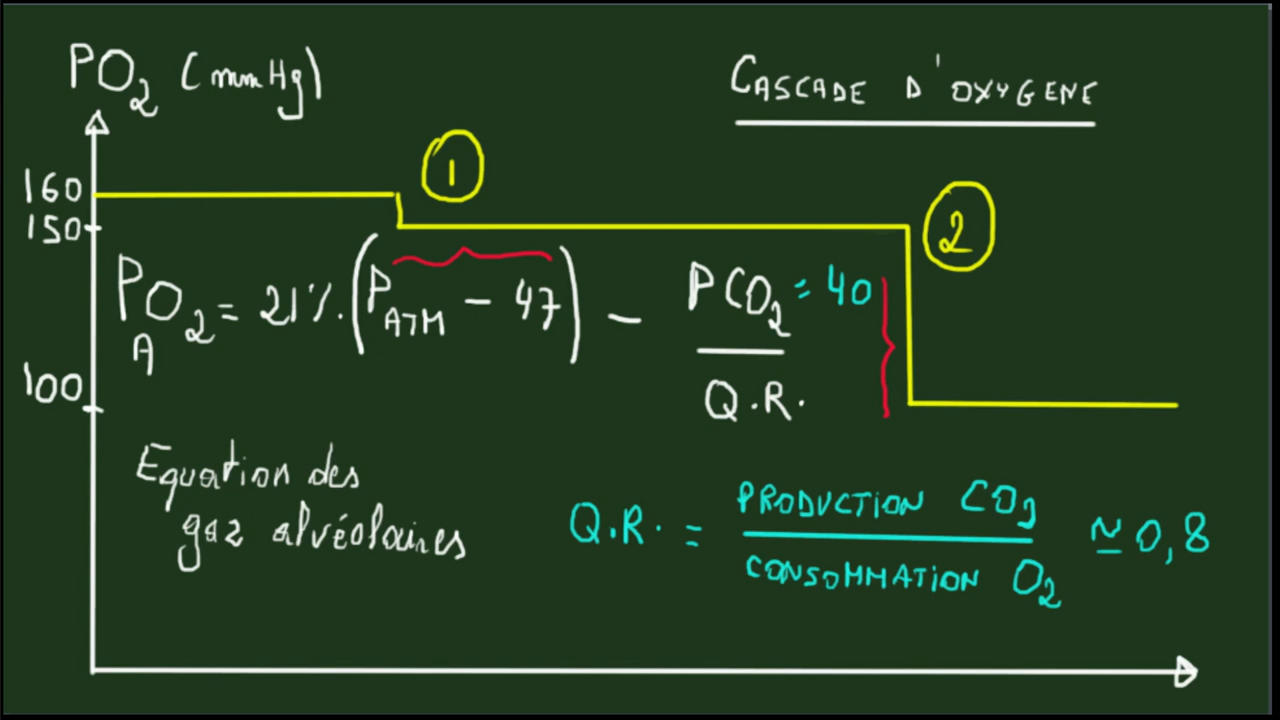 PO₂ (mmHg)
CASCADE D'OXYGENE
1
160
150
2
PAO₂ = 21%.(PATM - 47) - PCO₂ = 40 / Q.R.
100
Equation des
gaz alvéolaires
Q.R. = PRODUCTION CO₂ / CONSOMMATION O₂ ≃ 0,8